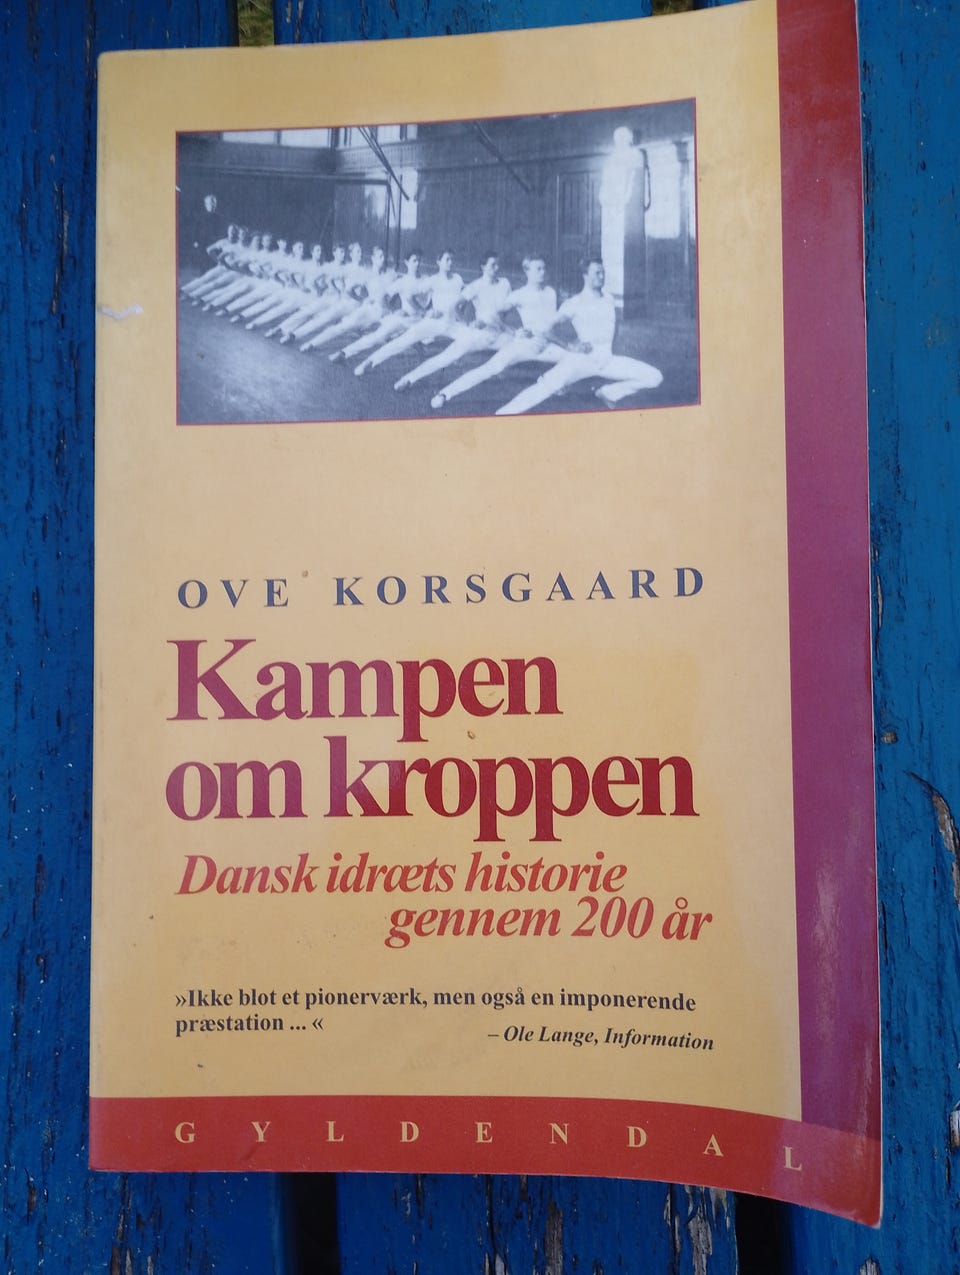 OVE KORSGAARD
Kampen
om kroppen
Dansk idræts historie
gennem 200 år
»Ikke blot et pionerværk, men også en imponerende
præstation ... «
– Ole Lange, Information
GYLDENDAL